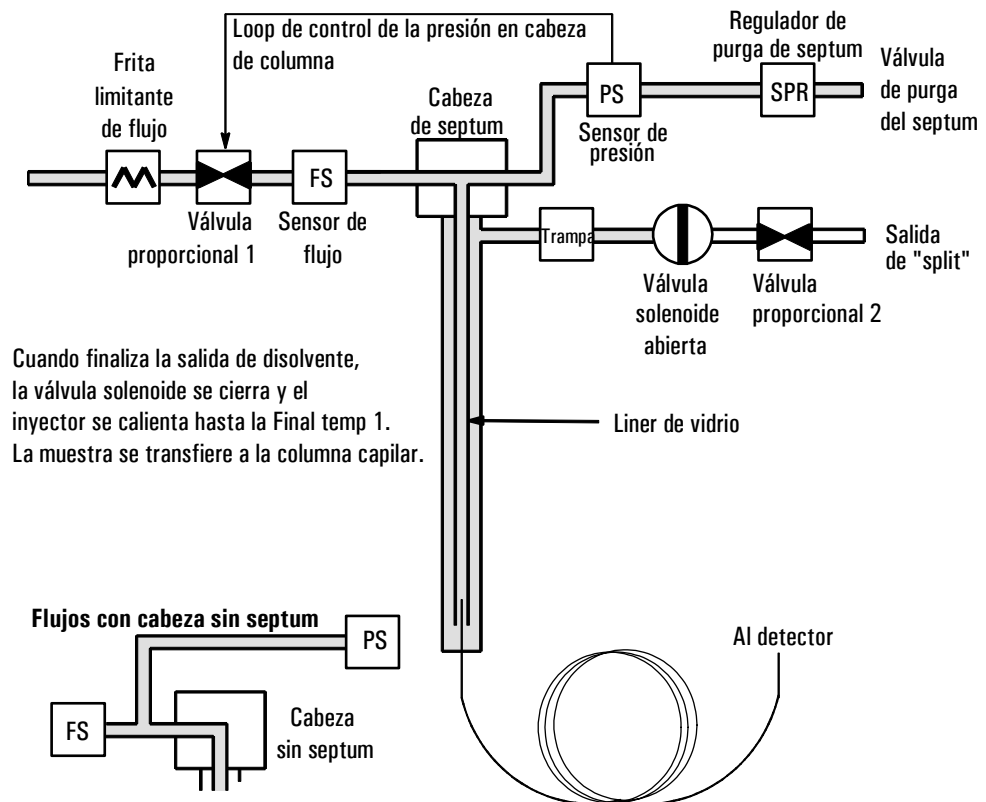 Loop de control de la presión en cabeza
de columna
Regulador de
purga de septum
Frita
limitante
de flujo
Cabeza
de septum
PS
SPR
Válvula
de purga
del septum
Sensor de
presión
FS
Válvula
proporcional 1
Sensor de
flujo
Trampa
Salida
de "split"
Válvula
solenoide
abierta
Válvula
proporcional 2
Cuando finaliza la salida de disolvente,
la válvula solenoide se cierra y el
inyector se calienta hasta la Final temp 1.
La muestra se transfiere a la columna capilar.
Liner de vidrio
Flujos con cabeza sin septum
PS
FS
Cabeza
sin septum
Al detector